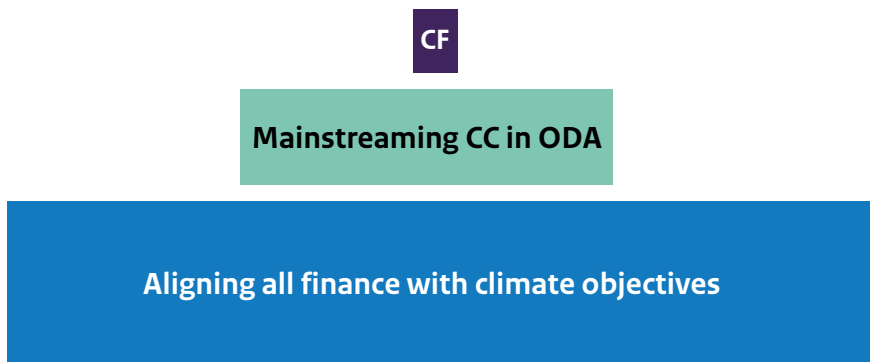 CF
Mainstreaming CC in ODA
Aligning all finance with climate objectives